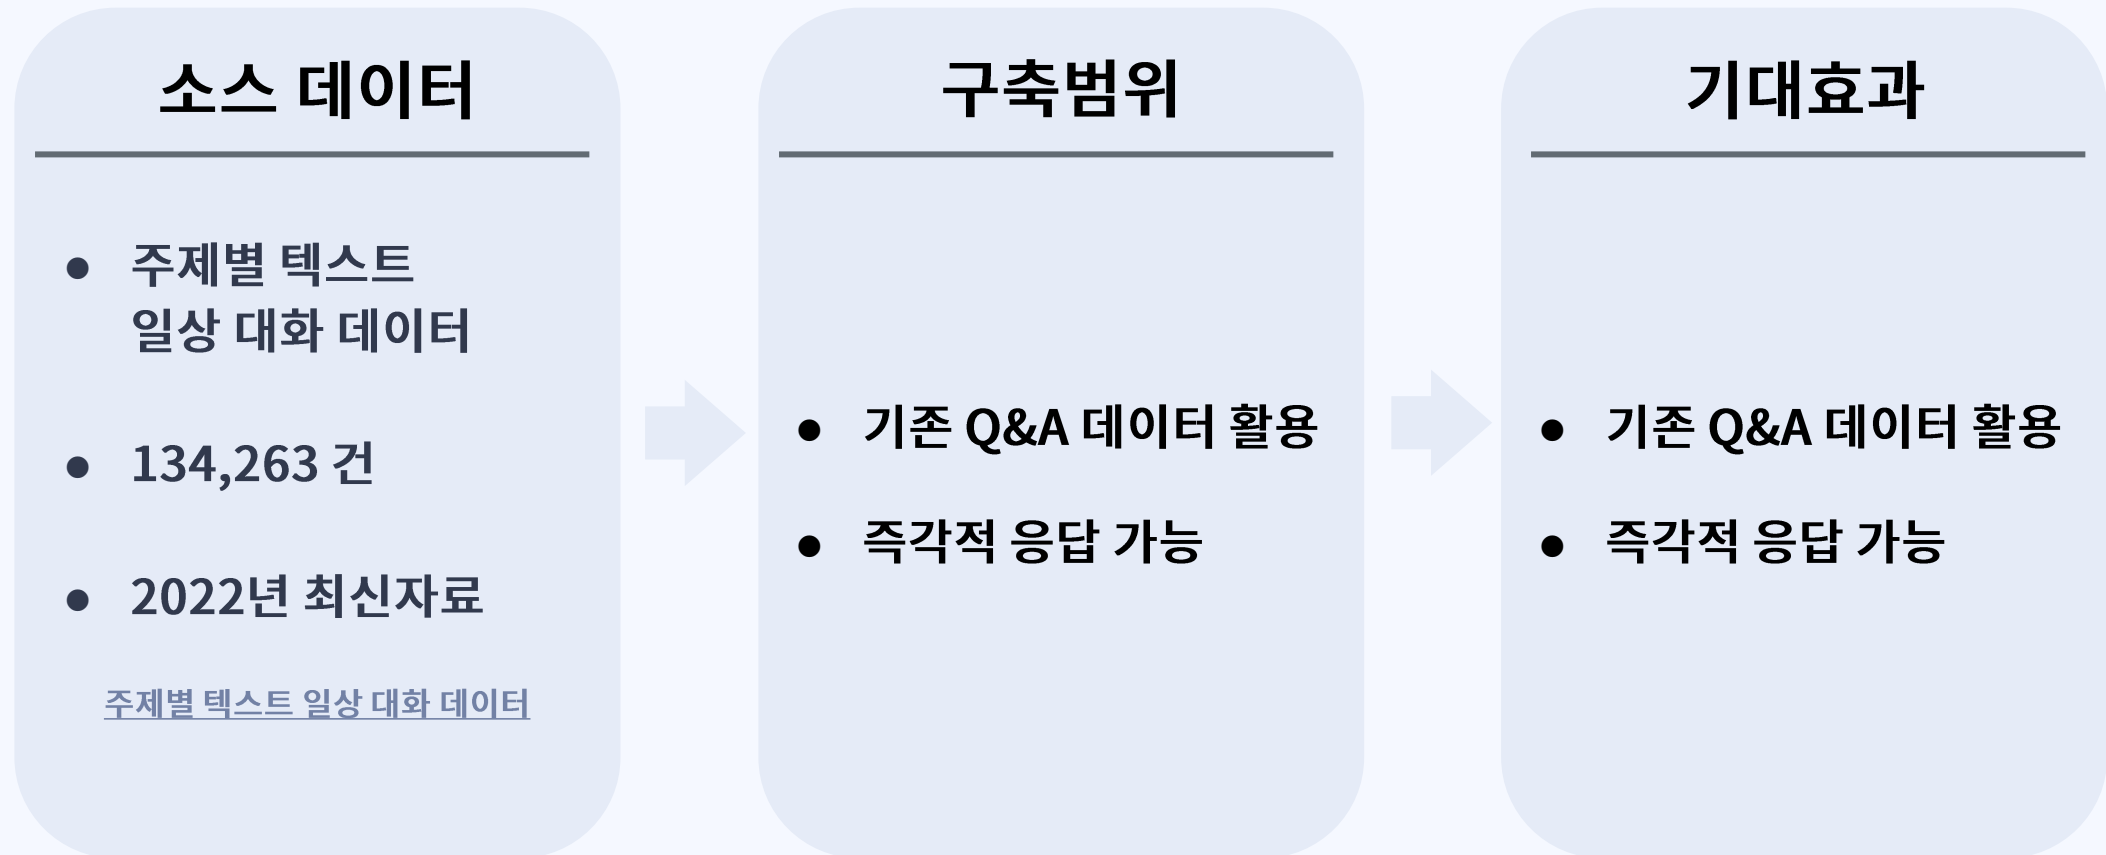 소스 데이터
● 주제별 텍스트
일상 대화 데이터
● 134,263 건
● 2022년 최신자료
주제별 텍스트 일상 대화 데이터
구축범위
● 기존 Q&A 데이터 활용
● 즉각적 응답 가능
기대효과
● 기존 Q&A 데이터 활용
● 즉각적 응답 가능